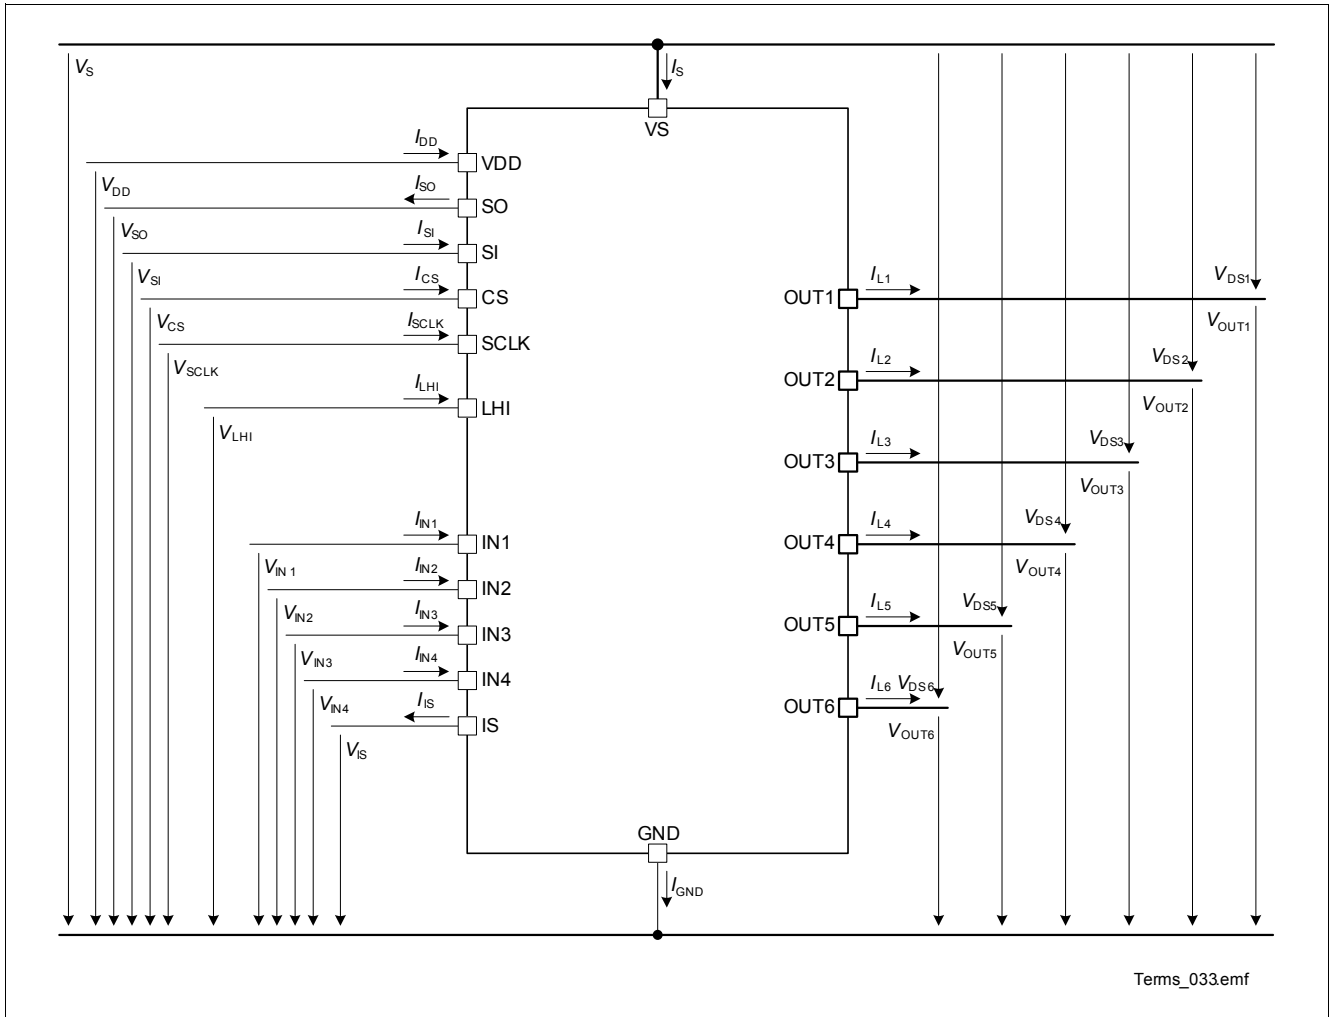 VS
IS
VS
IDD
VDD
VDD
ISO
SO
VSO
ISI
SI
VSI
ICS
CS
VCS
ISCLK
SCLK
VSCLK
ILHI
LHI
VLHI
IIN1
IN1
VIN1
IIN2
IN2
VIN2
IIN3
IN3
VIN3
IIN4
IN4
VIN4
IIS
IS
VIS
OUT1
IL1
VDS1
VOUT1
OUT2
IL2
VDS2
VOUT2
OUT3
IL3
VDS3
VOUT3
OUT4
IL4
VDS4
VOUT4
OUT5
IL5
VDS5
VOUT5
OUT6
IL6
VDS6
VOUT6
GND
IGND
Terms_033.emf